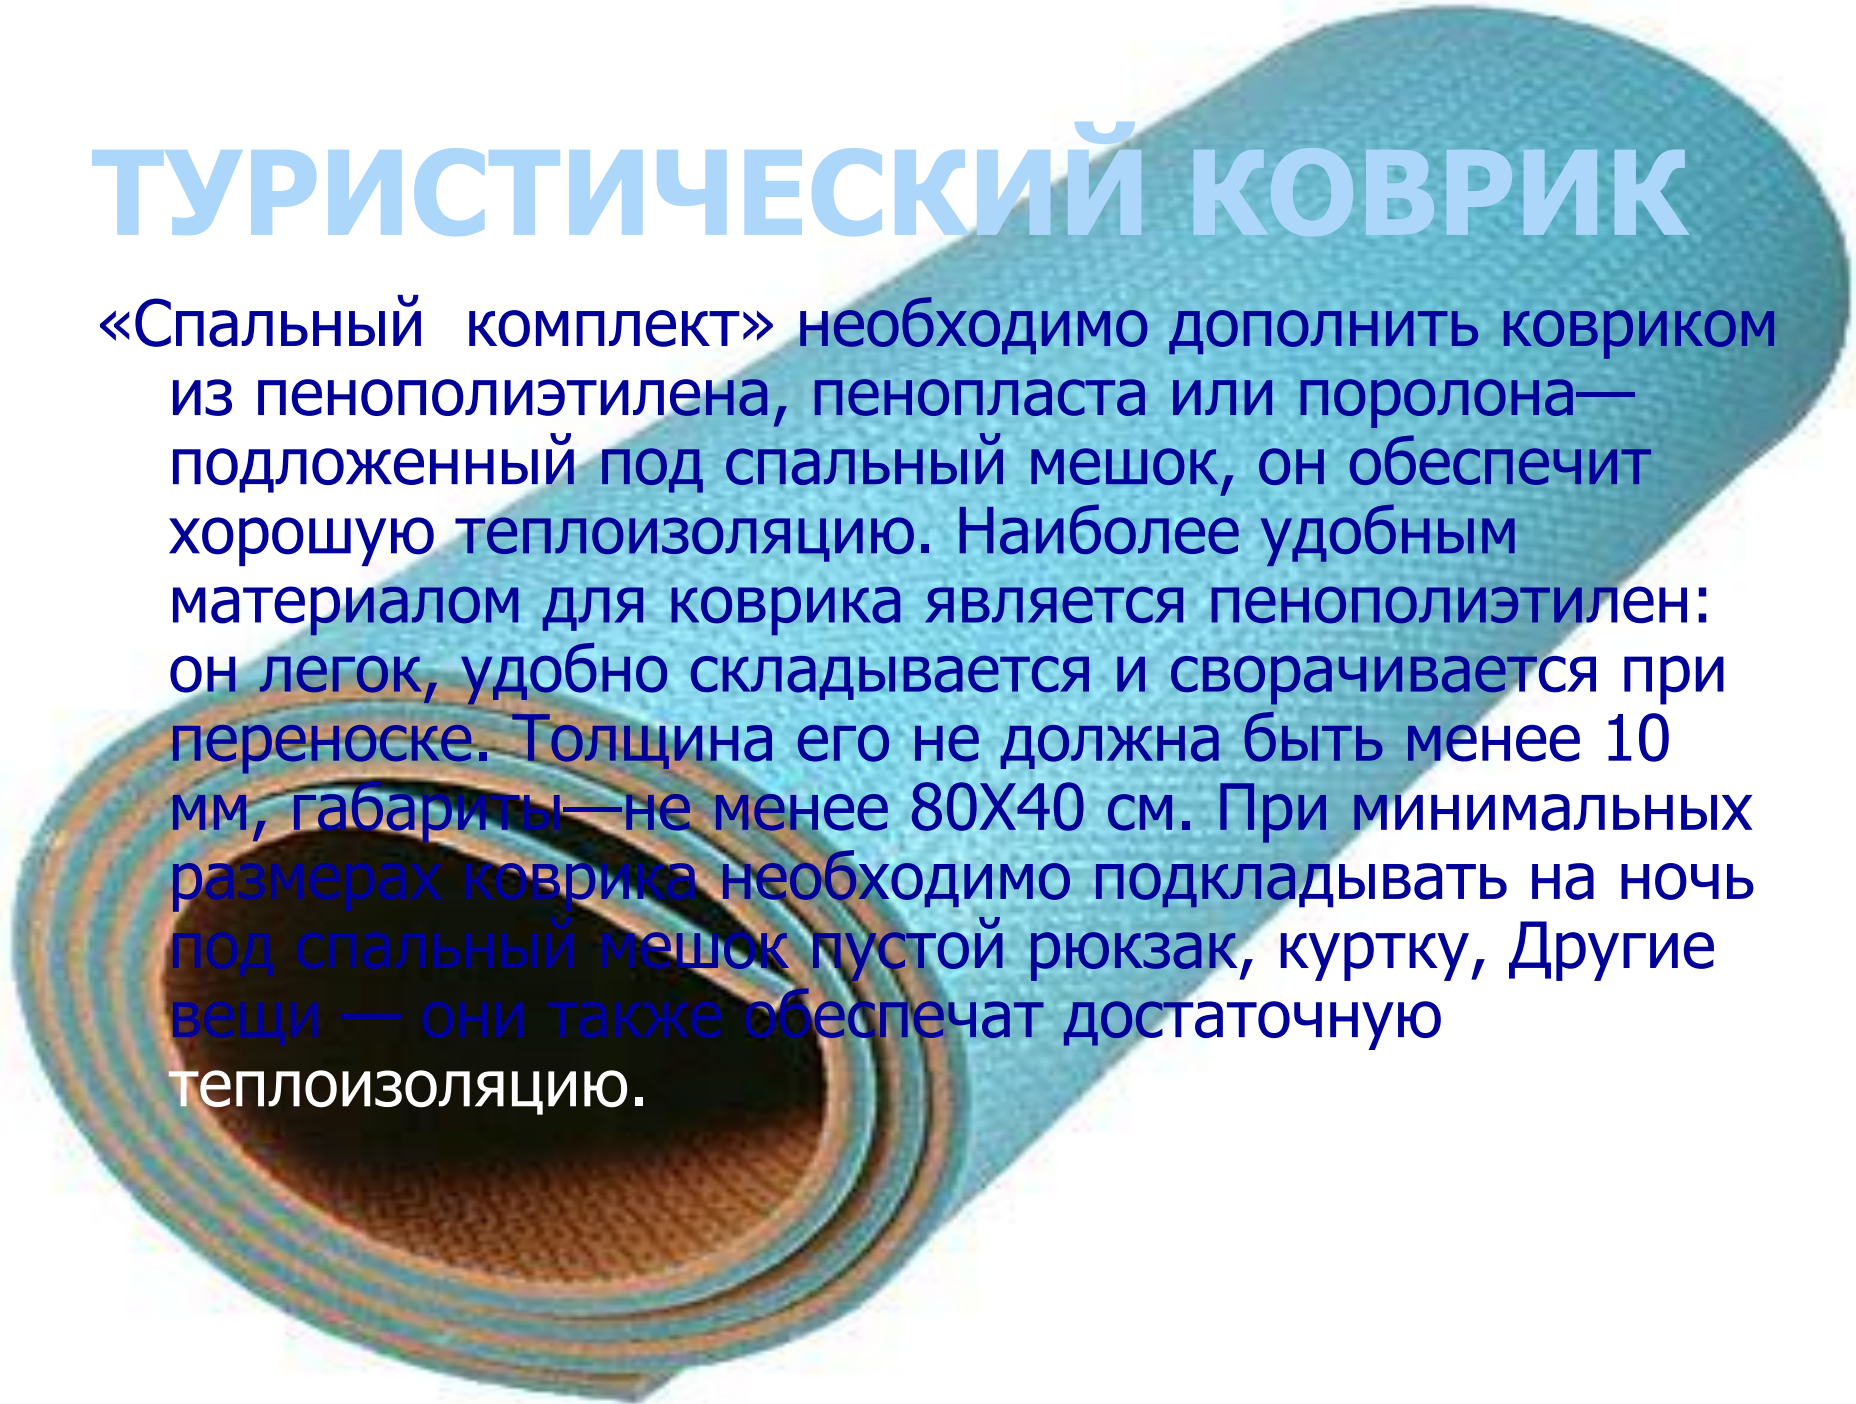 ТУРИСТИЧЕСКИЙ КОВРИК
«Спальный  комплект» необходимо дополнить ковриком
из пенополиэтилена, пенопласта или поролона—
подложенный под спальный мешок, он обеспечит
хорошую теплоизоляцию. Наиболее удобным
материалом для коврика является пенополиэтилен:
он легок, удобно складывается и сворачивается при
переноске. Толщина его не должна быть менее 10
мм, габариты—не менее 80X40 см. При минимальных
размерах коврика необходимо подкладывать на ночь
под спальный мешок пустой рюкзак, куртку, Другие
вещи — они также обеспечат достаточную
теплоизоляцию.